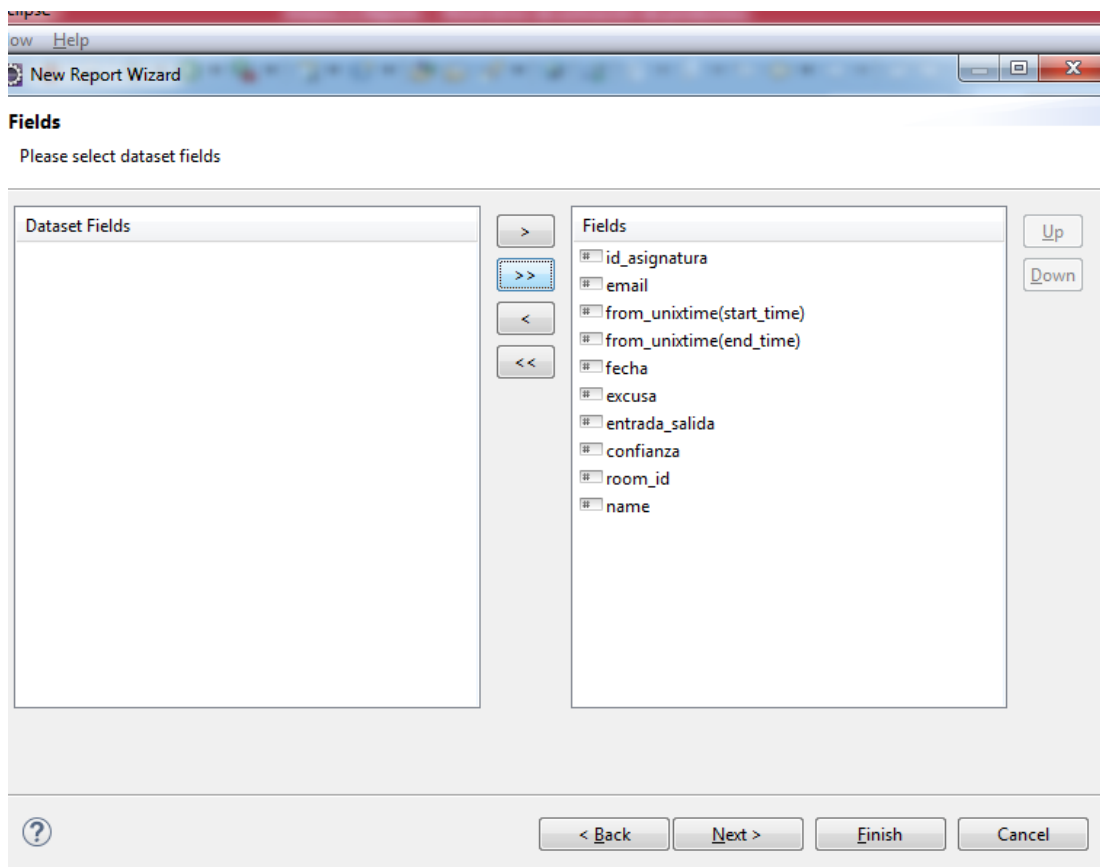 ow Help
New Report Wizard
Fields
Please select dataset fields
Dataset Fields
>
>>
<
<<
Fields
id_asignatura
email
from_unixtime(start_time)
from_unixtime(end_time)
fecha
excusa
entrada_salida
confianza
room_id
name
Up
Down
< Back
Next >
Finish
Cancel